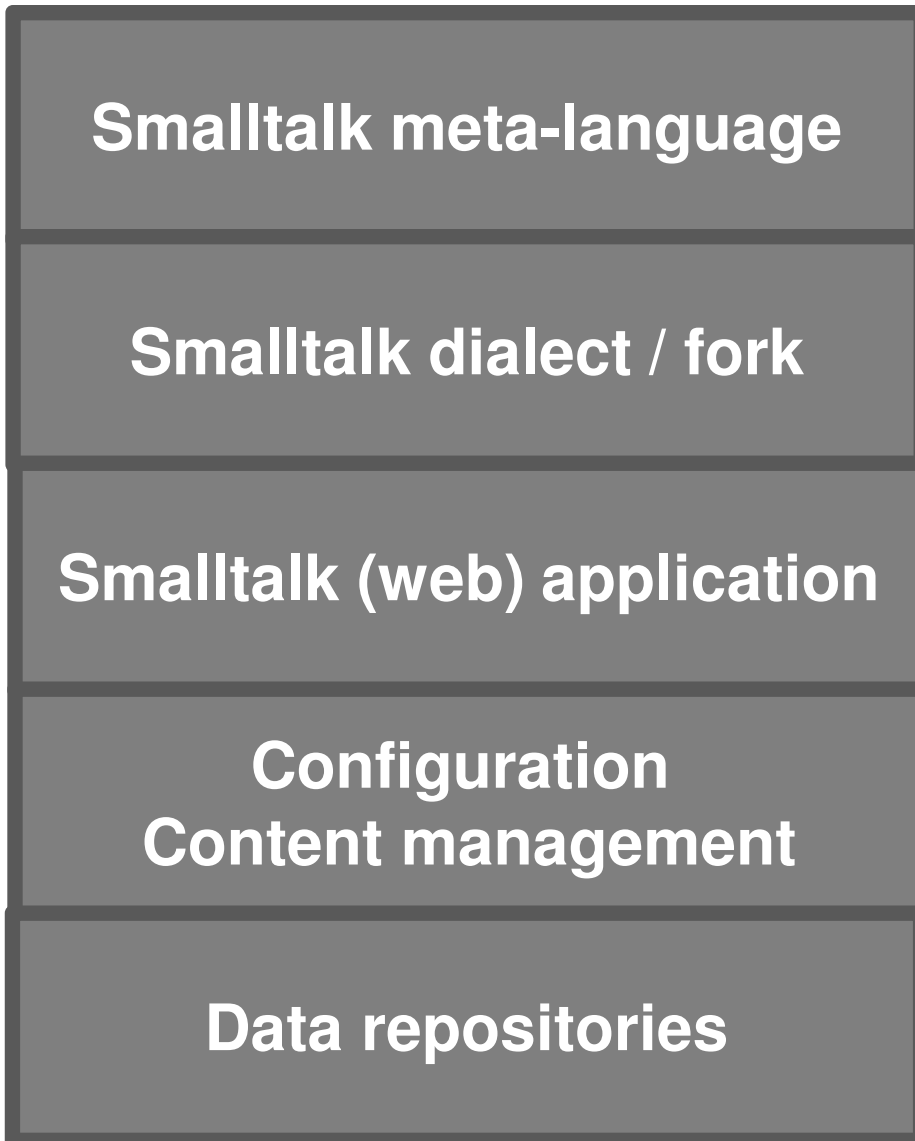 Smalltalk meta-language
Smalltalk dialect / fork
Smalltalk (web) application
Configuration
Content management
Data repositories